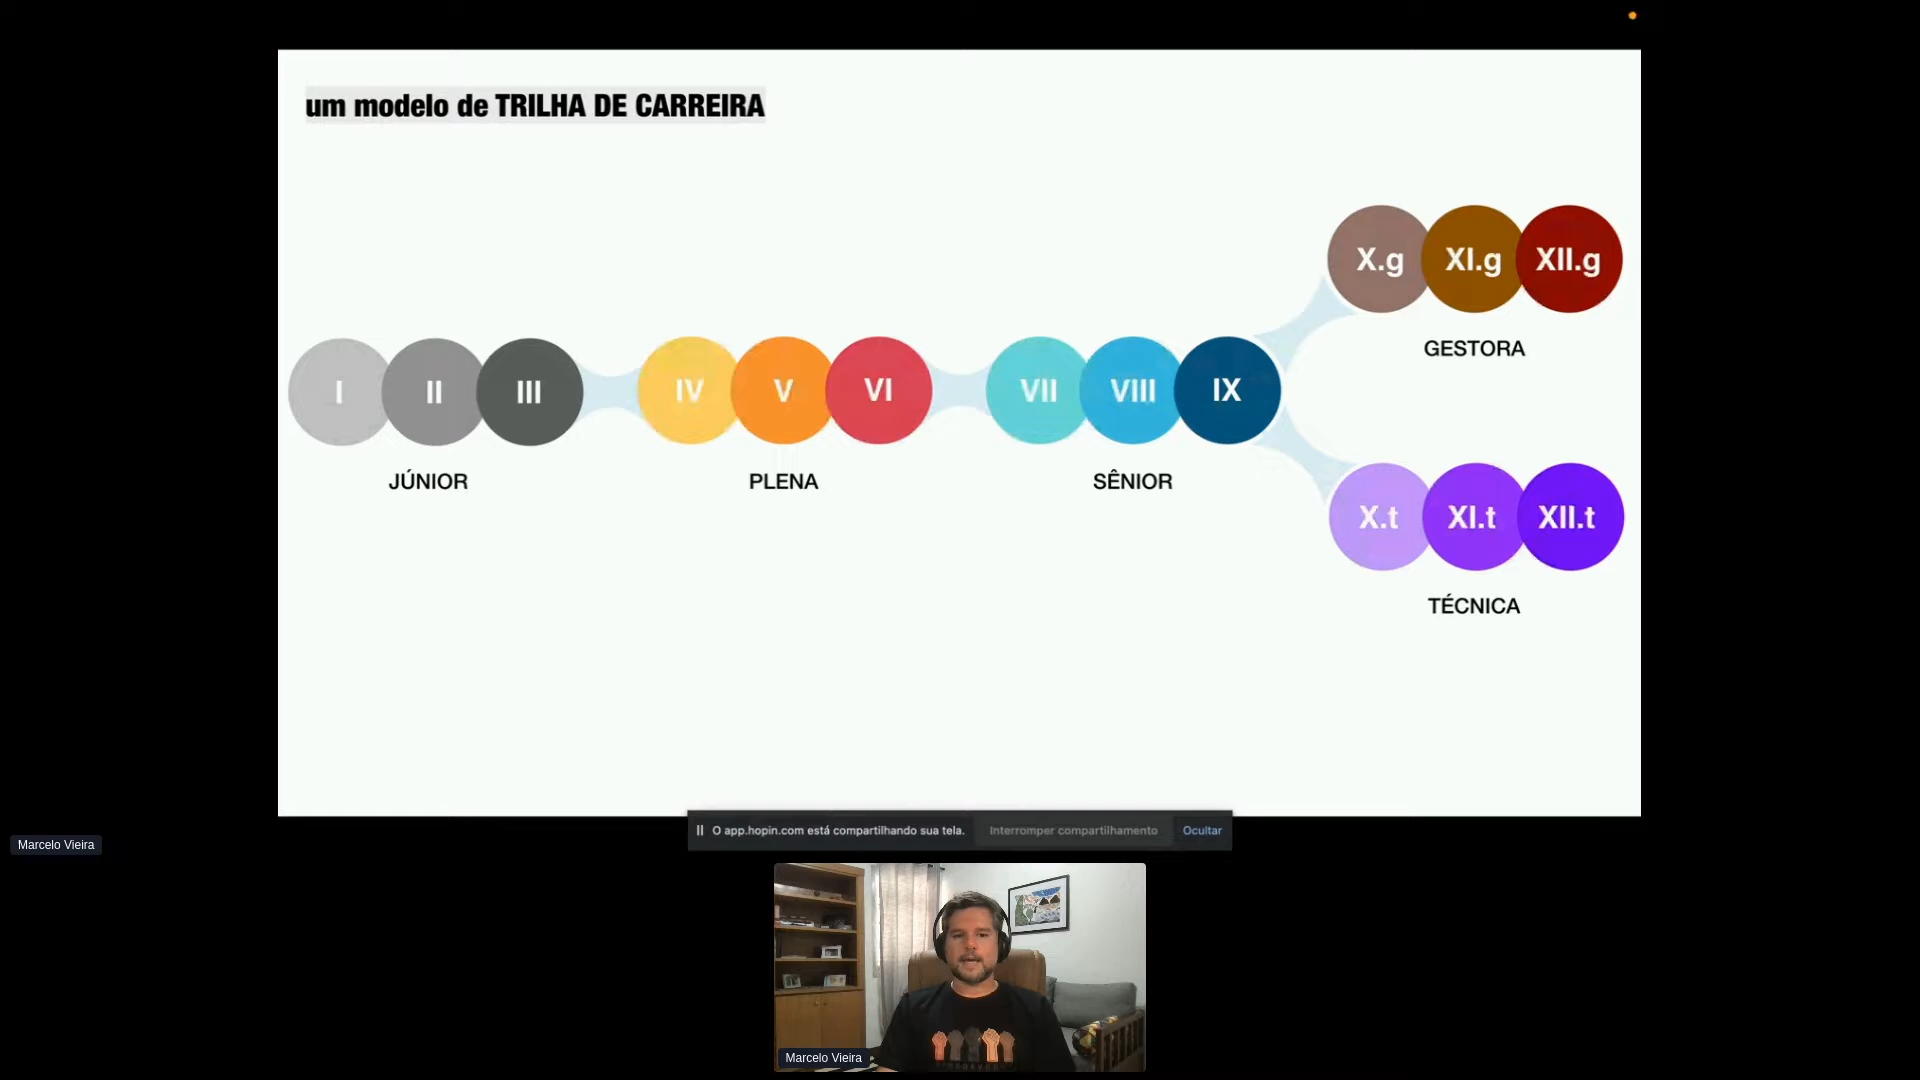 um modelo de TRILHA DE CARREIRA
X.g XI.g XII.g
GESTORA
I II III IV V VI VII VIII IX
JÚNIOR PLENA SÊNIOR
X.t XI.t XII.t
TÉCNICA
O app.hopin.com está compartilhando sua tela. Interromper compartilhamento Ocultar
Marcelo Vieira
Marcelo Vieira